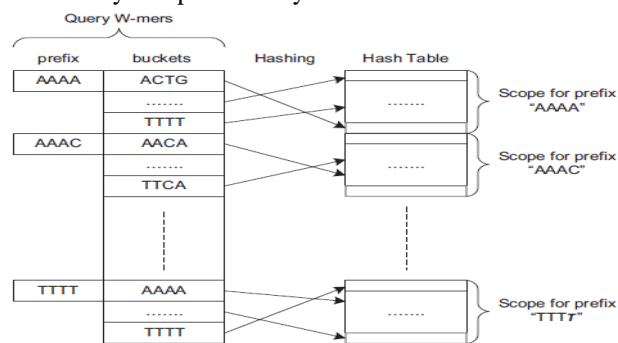 Query W-mers
prefix buckets Hashing Hash Table
AAAA ACTG
....... .......
TTTT
Scope for prefix
"AAAA"
AAAC AACA
....... .......
TTCA
Scope for prefix
"AAAC"
TTTT AAAA
....... .......
TTTT
Scope for prefix
"TTTT"